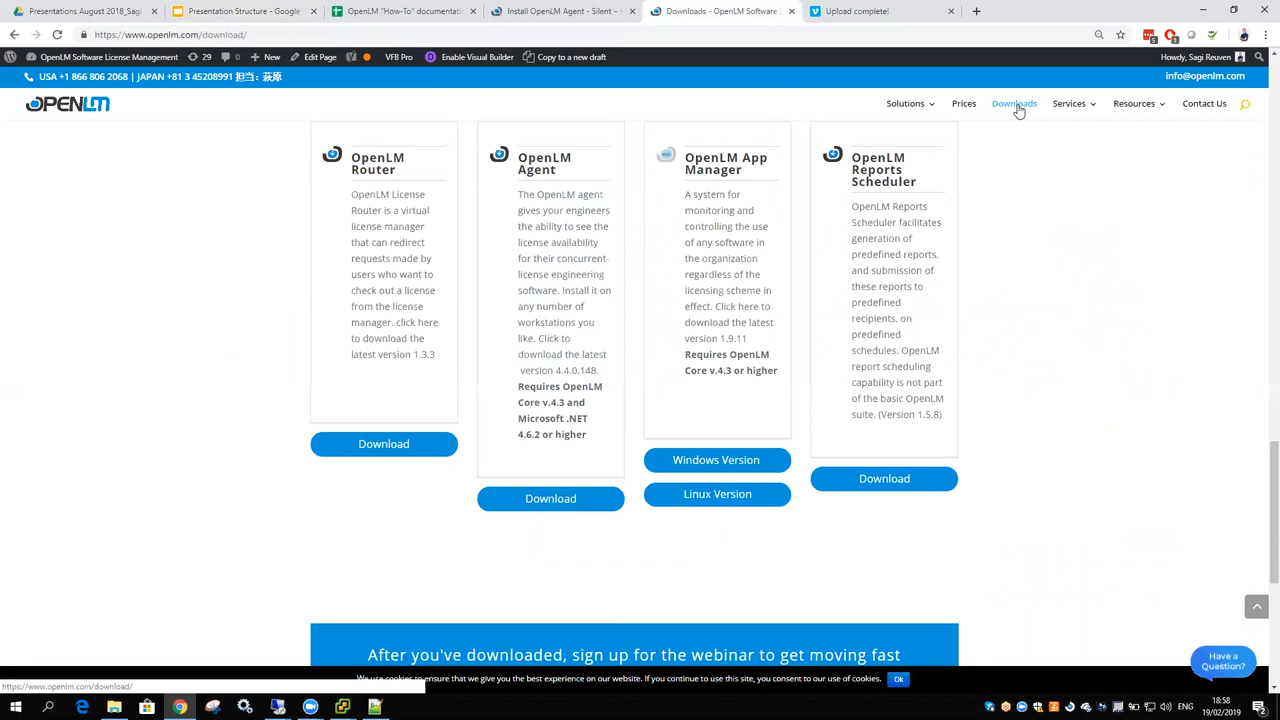 Presentations August 2018_Sagi
Presentation Structure - Google
OpenLM "How-To" documentati
Install OpenLM Agent - Silent –
Downloads - OpenLM Software
Upload complete!
https://www.openlm.com/download/
OpenLM Software License Management
29
0
New
Edit Page
VFB Pro
Enable Visual Builder
Copy to a new draft
Howdy, Sagi Reuven
USA +1 866 806 2068 | JAPAN +81 3 45208991 担当：萩原
info@openlm.com
OPENLM
Solutions
Prices
Downloads
Services
Resources
Contact Us
OpenLM
Router
OpenLM License
Router is a virtual
license manager
that can redirect
requests made by
users who want to
check out a license
from the license
manager. click here
to download the
latest version 1.3.3
Download
OpenLM
Agent
The OpenLM agent
gives your engineers
the ability to see the
license availability
for their concurrent-
license engineering
software. Install it on
any number of
workstations you
like. Click to
download the latest
version 4.4.0.148.
Requires OpenLM
Core v.4.3 and
Microsoft .NET
4.6.2 or higher
Download
OpenLM App
Manager
A system for
monitoring and
controlling the use
of any software in
the organization
regardless of the
licensing scheme in
effect. Click here to
download the latest
version 1.9.11
Requires OpenLM
Core v.4.3 or higher
Windows Version
Linux Version
OpenLM
Reports
Scheduler
OpenLM Reports
Scheduler facilitates
generation of
predefined reports,
and submission of
these reports to
predefined
recipients, on
predefined
schedules. OpenLM
report scheduling
capability is not part
of the basic OpenLM
suite. (Version 1.5.8)
Download
After you've downloaded, sign up for the webinar to get moving fast
Have a
Question?
We use cookies to ensure that we give you the best experience on our website. If you continue to use this site, you consent to our use of cookies.
Ok
https://www.openlm.com/download/
ENG
18:58
19/02/2019